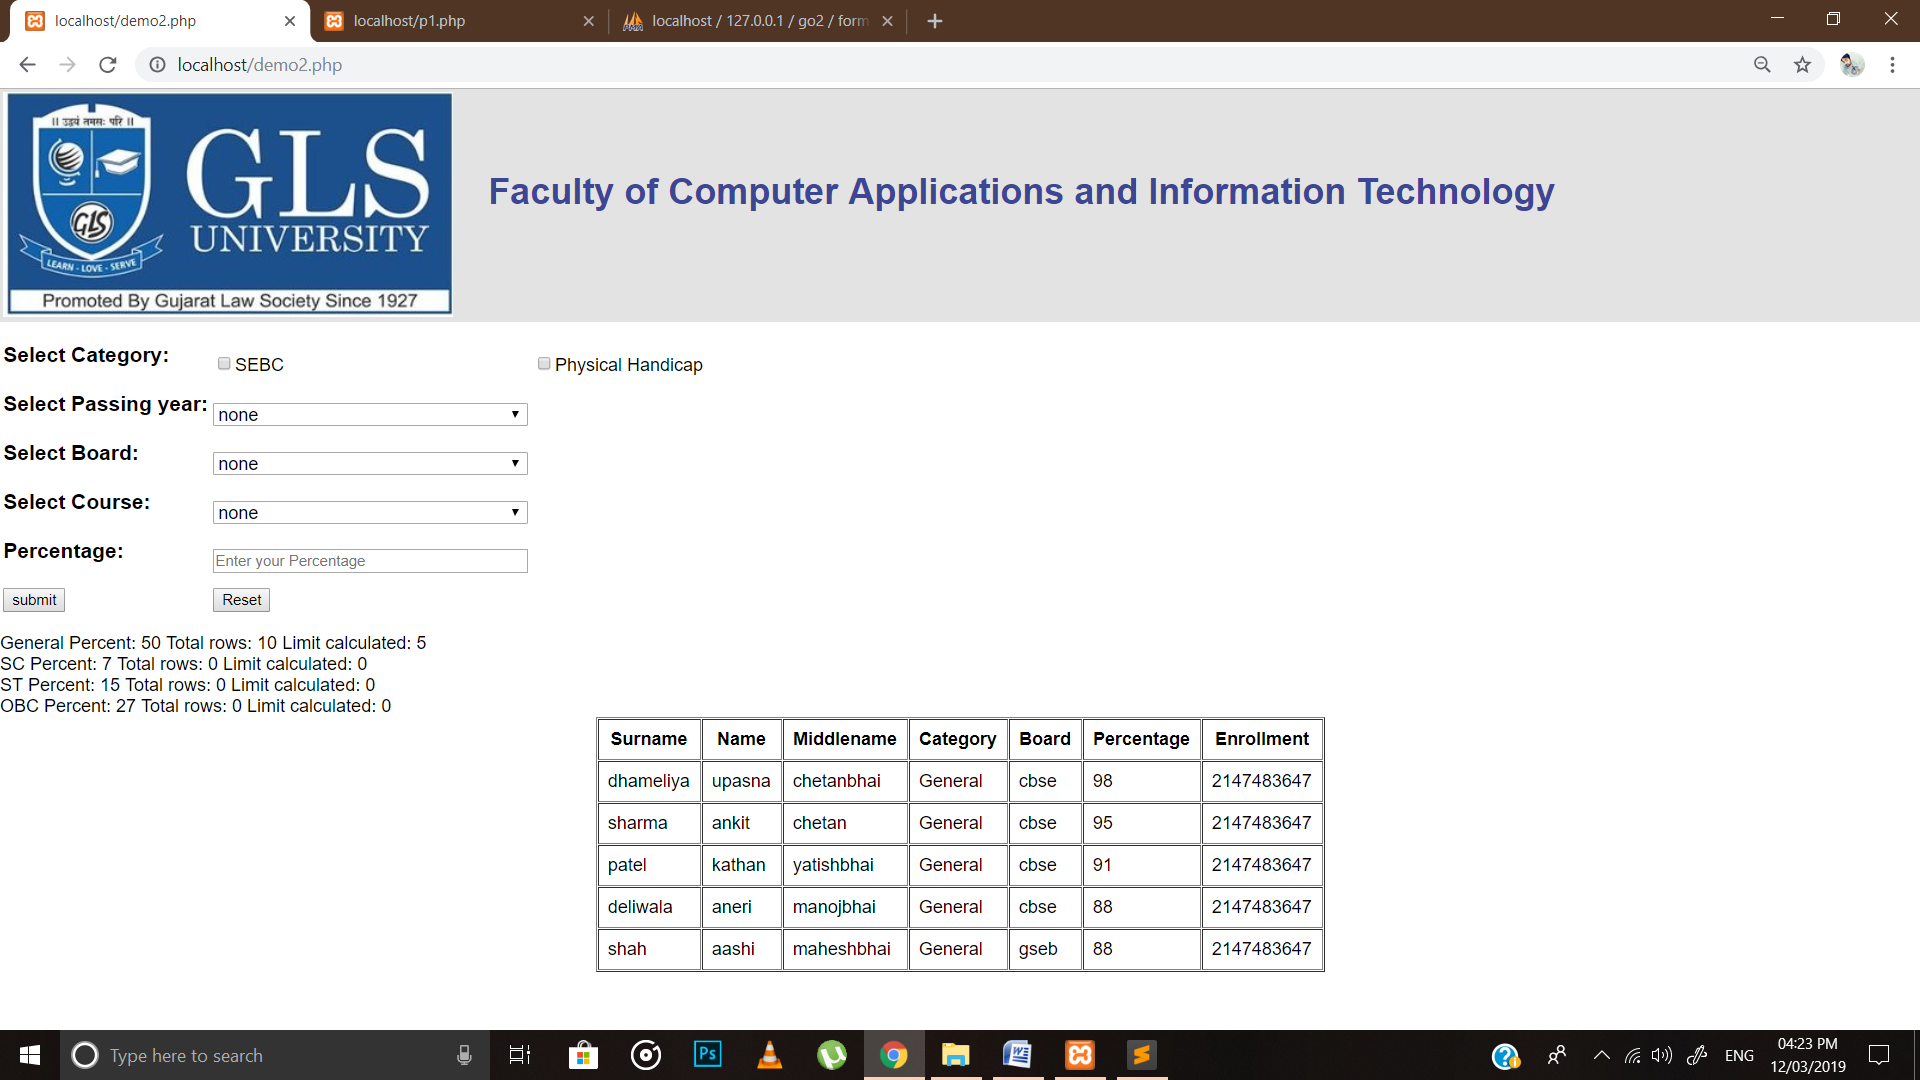 localhost/demo2.php
localhost/p1.php
localhost / 127.0.0.1 / go2 / form
localhost/demo2.php
॥ उद्वयं तमसः परि ॥
GLS
GLS
UNIVERSITY
LEARN - LOVE - SERVE
Promoted By Gujarat Law Society Since 1927
Faculty of Computer Applications and Information Technology
Select Category: SEBC Physical Handicap
Select Passing year: none
Select Board: none
Select Course: none
Percentage: Enter your Percentage
submit Reset
General Percent: 50 Total rows: 10 Limit calculated: 5
SC Percent: 7 Total rows: 0 Limit calculated: 0
ST Percent: 15 Total rows: 0 Limit calculated: 0
OBC Percent: 27 Total rows: 0 Limit calculated: 0
Surname Name Middlename Category Board Percentage Enrollment
dhameliya upasna chetanbhai General cbse 98 2147483647
sharma ankit chetan General cbse 95 2147483647
patel kathan yatishbhai General cbse 91 2147483647
deliwala aneri manojbhai General cbse 88 2147483647
shah aashi maheshbhai General gseb 88 2147483647
Type here to search
Ps
ENG
04:23 PM
12/03/2019